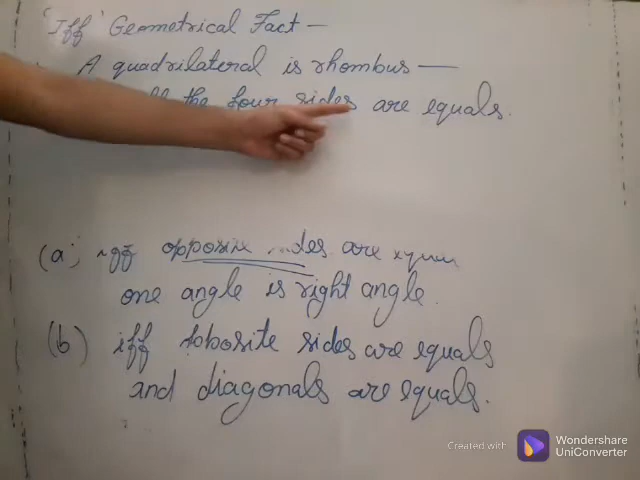 'Iff' Geometrical Fact —
A quadrilateral is rhombus —
the four sides are equals.
(a) iff opposite sides are
one angle is right angle.
(b) iff opposite sides are equals
and diagonals are equals.
Created with Wondershare UniConverter